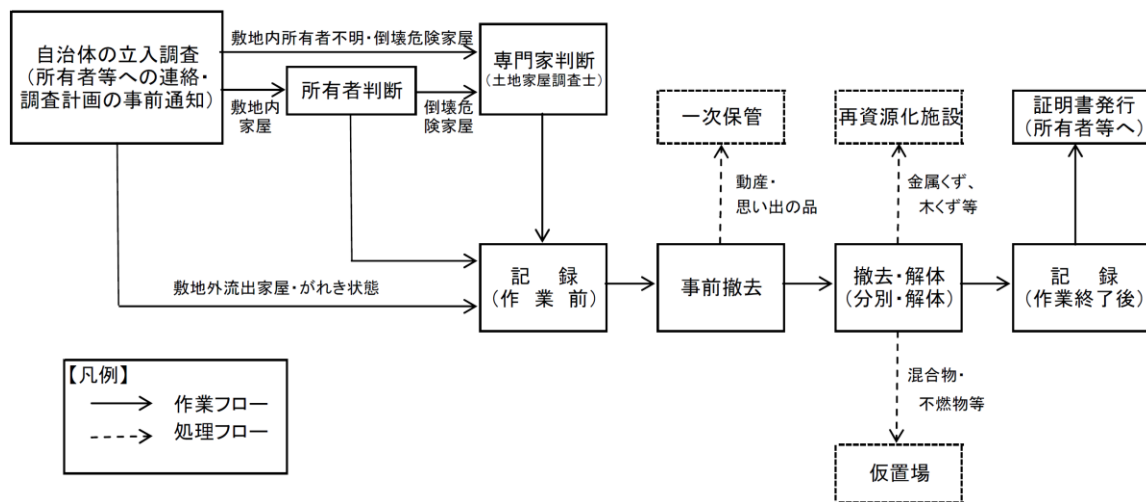 自治体の立入調査
(所有者等への連絡・
調査計画の事前通知)
敷地内所有者不明・倒壊危険家屋
敷地内
家屋
所有者判断
倒壊危
険家屋
専門家判断
(土地家屋調査士)
一次保管
再資源化施設
証明書発行
(所有者等へ)
動産・
思い出の品
金属くず、
木くず等
敷地外流出家屋・がれき状態
記　録
(作　業　前)
事前撤去
撤去・解体
(分別・解体)
記　録
(作業終了後)
混合物・
不燃物等
仮置場
【凡例】
作業フロー
処理フロー